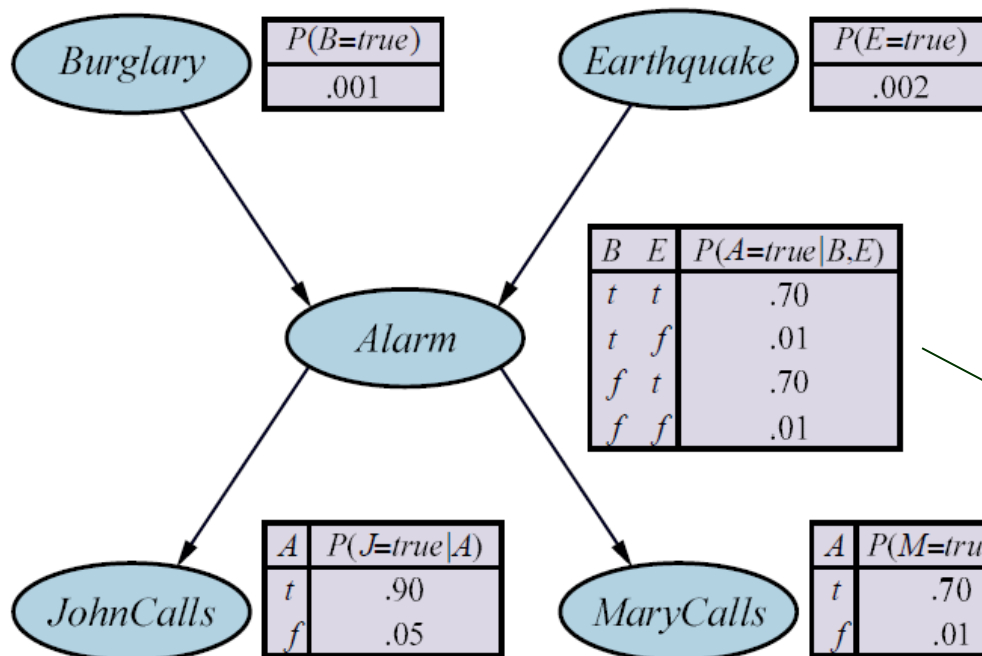 Burglary
P(B=true)
.001
Earthquake
P(E=true)
.002
B E P(A=true|B,E)
t t .70
t f .01
f t .70
f f .01
Alarm
A P(J=true|A)
t .90
f .05
JohnCalls
A P(M=tru
t .70
f .01
MaryCalls